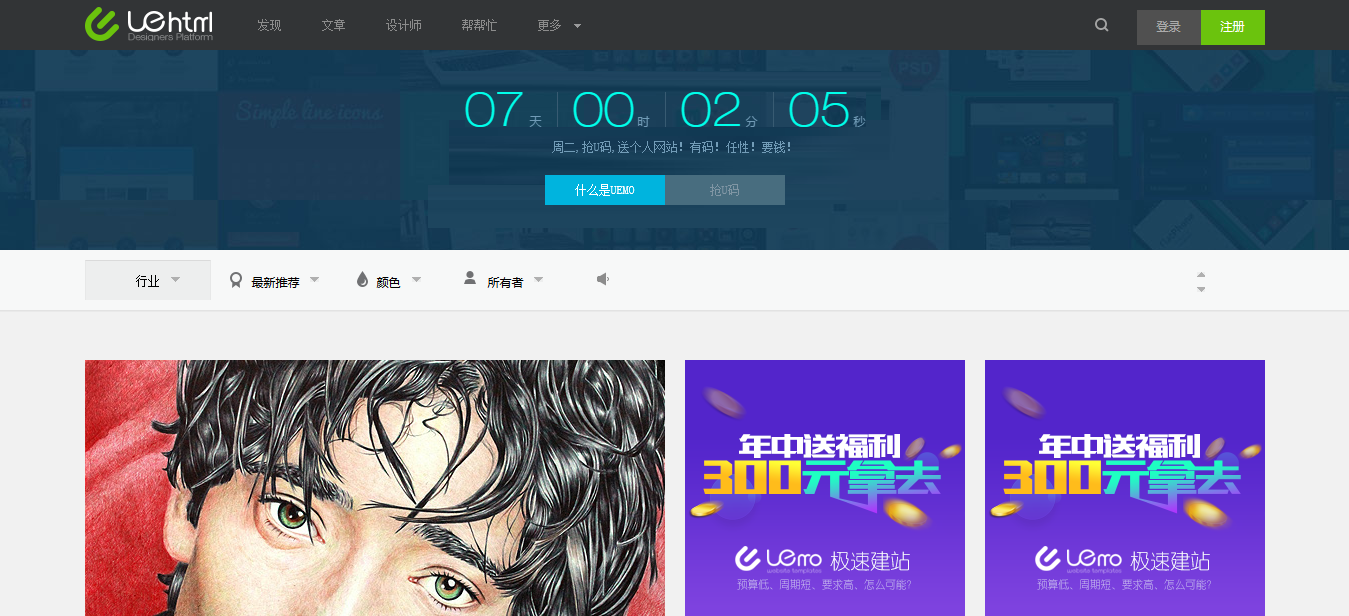 uehtml
Designers Platform
发现 文章 设计师 帮帮忙 更多
登录 注册
PSD
Simple line icons
07 天 00 时 02 分 05 秒
周二, 抢U码, 送个人网站! 有码! 任性! 要钱!
什么是UEMO 抢U码
行业 最新推荐 颜色 所有者
年中送福利
300元拿去
uemo 极速建站
website templates
预算低、周期短、要求高、怎么可能?
年中送福利
300元拿去
uemo 极速建站
website templates
预算低、周期短、要求高、怎么可能?